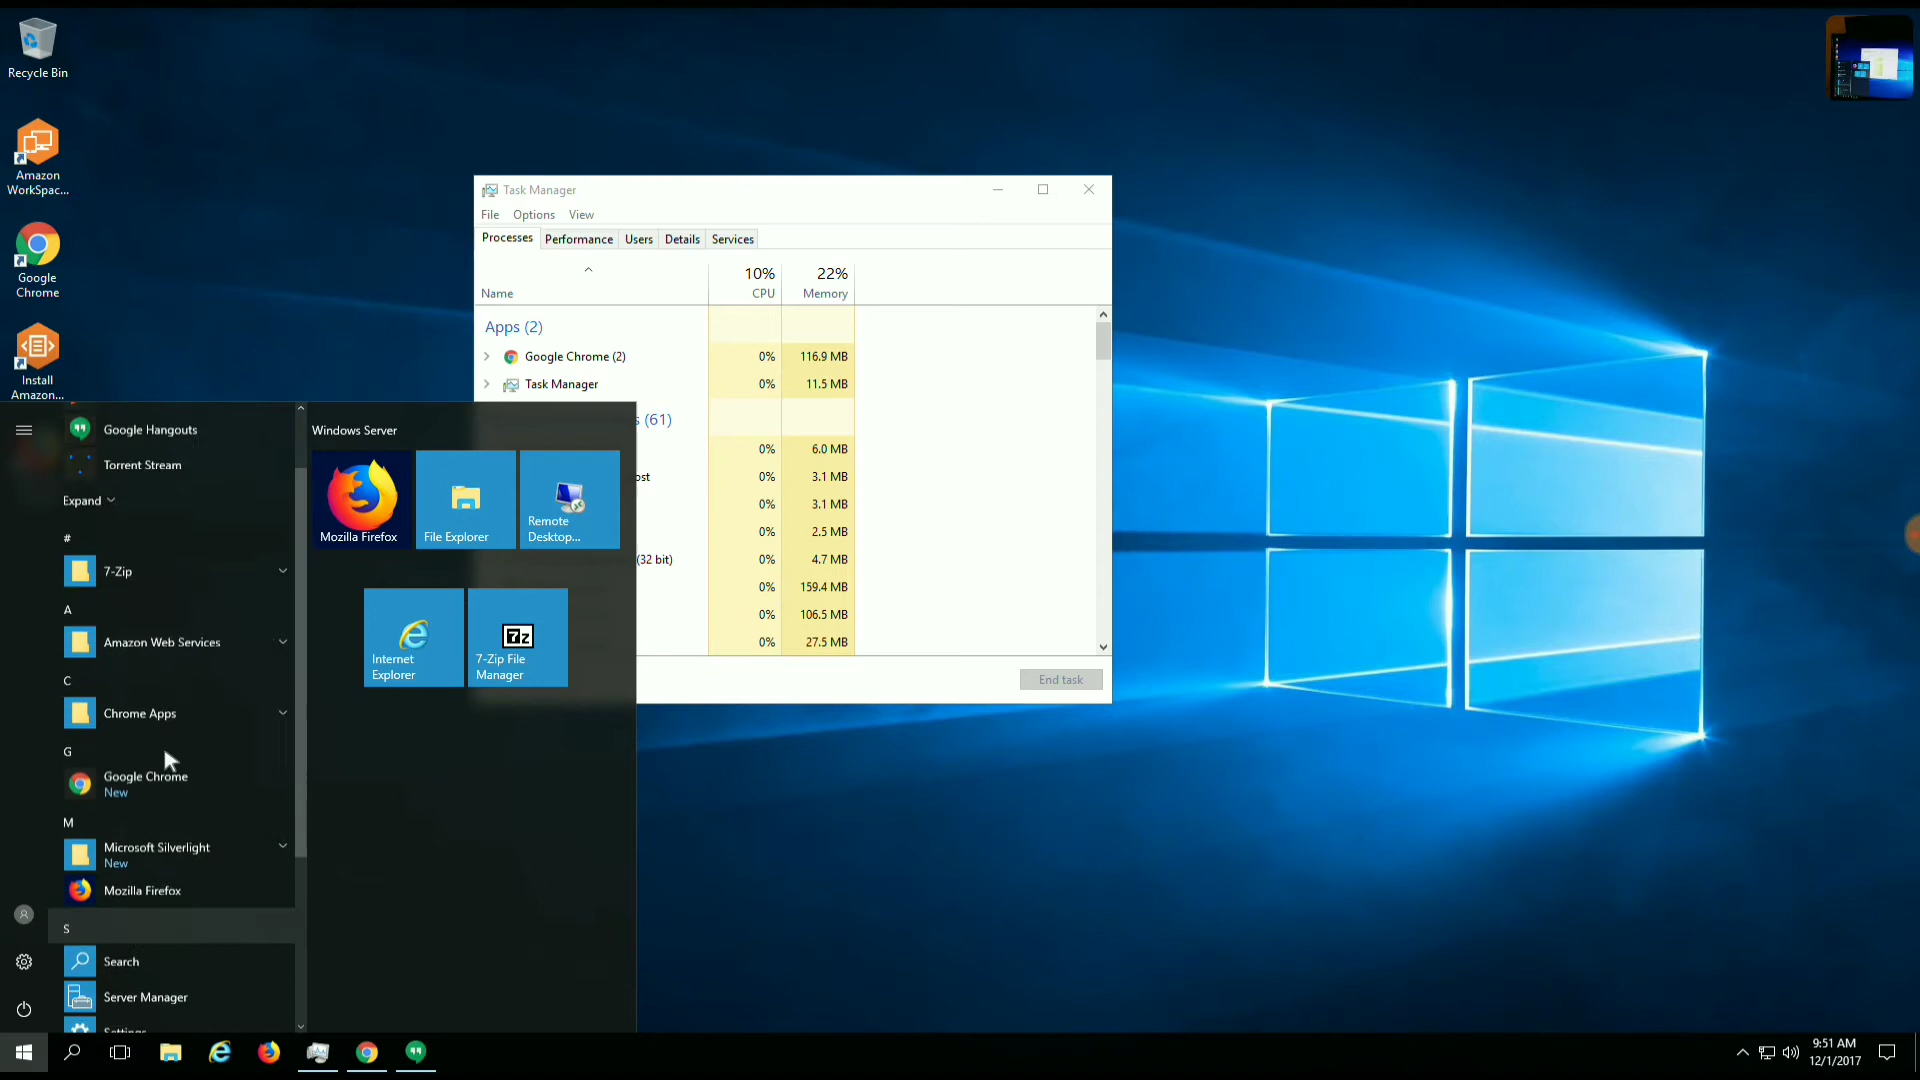 Recycle Bin
Amazon
WorkSpac...
Google
Chrome
Install
Amazon...
Task Manager
File Options View
Processes Performance Users Details Services
10% 22%
Name CPU Memory
Apps (2)
Google Chrome (2) 0% 116.9 MB
Task Manager 0% 11.5 MB
s (61)
0% 6.0 MB
ost 0% 3.1 MB
0% 3.1 MB
0% 2.5 MB
(32 bit) 0% 4.7 MB
0% 159.4 MB
0% 106.5 MB
0% 27.5 MB
End task
Google Hangouts
Torrent Stream
Expand
#
7-Zip
A
Amazon Web Services
C
Chrome Apps
G
Google Chrome
New
M
Microsoft Silverlight
New
Mozilla Firefox
S
Search
Server Manager
Settings
Windows Server
Mozilla Firefox
File Explorer
Remote
Desktop...
Internet
Explorer
7z
7-Zip File
Manager
9:51 AM
12/1/2017